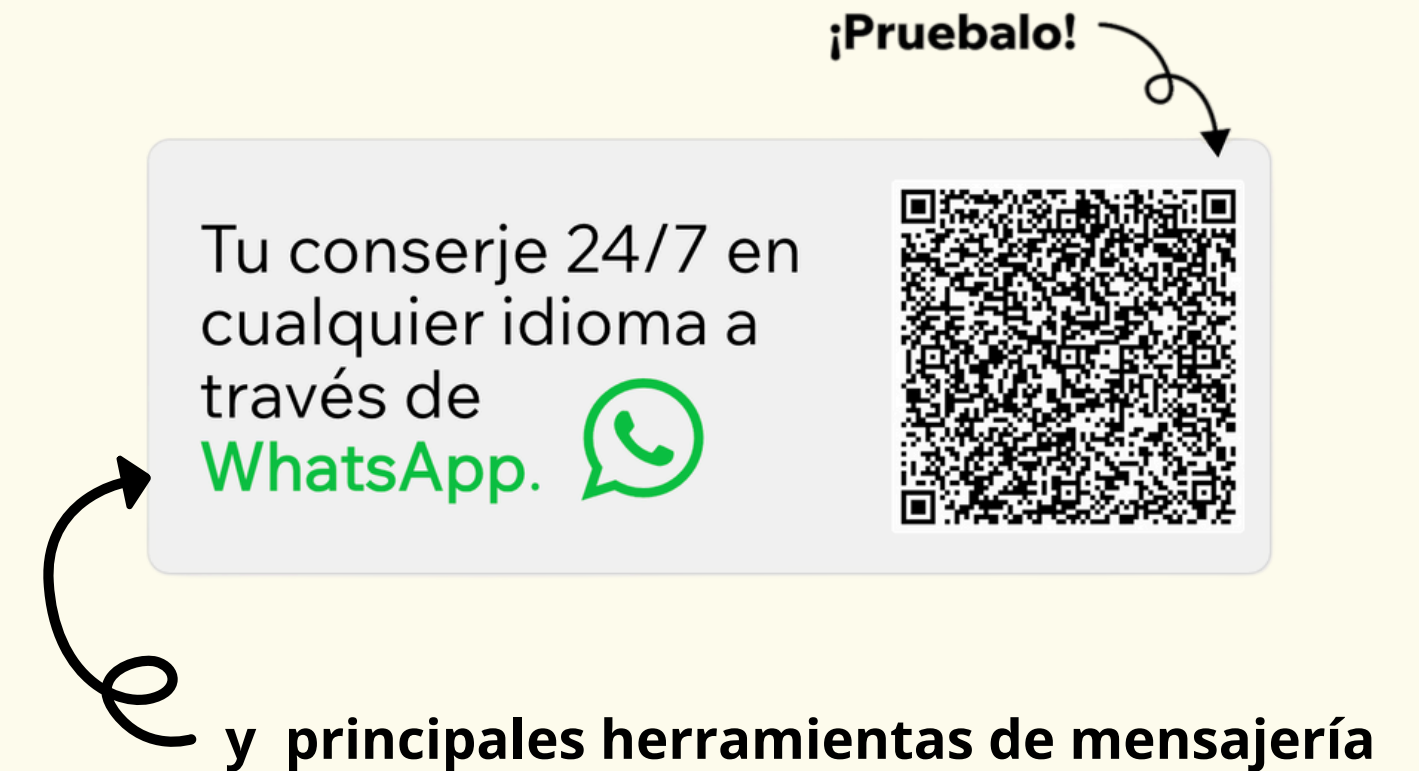 ¡Pruebalo!
Tu conserje 24/7 en
cualquier idioma a
través de
WhatsApp.
y principales herramientas de mensajería